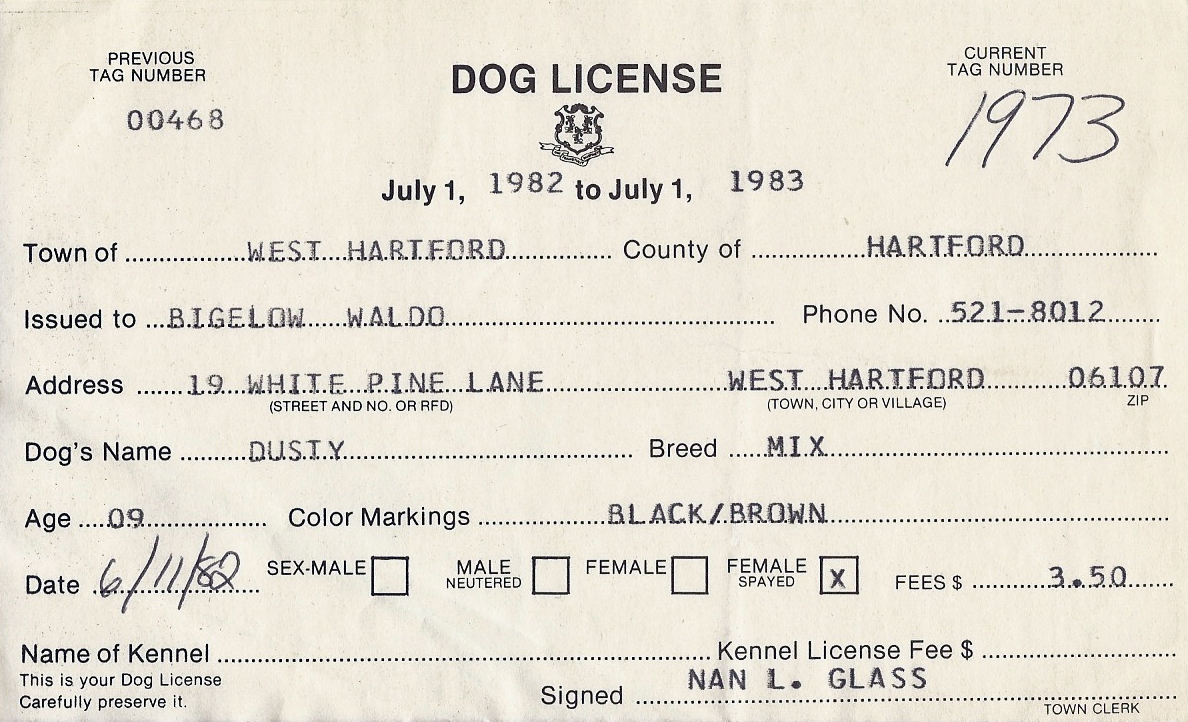 PREVIOUS
TAG NUMBER
00468
DOG LICENSE
CURRENT
TAG NUMBER
1973
July 1, 1982 to July 1, 1983
Town of WEST HARTFORD County of HARTFORD
Issued to BIGELOW WALDO Phone No. 521-8012
Address 19 WHITE PINE LANE WEST HARTFORD 06107
(STREET AND NO. OR RFD) (TOWN, CITY OR VILLAGE) ZIP
Dog's Name DUSTY Breed MIX
Age 09 Color Markings BLACK/BROWN
Date 6/11/82 SEX-MALE MALE NEUTERED FEMALE FEMALE SPAYED X FEES $ 3.50
Name of Kennel Kennel License Fee $
This is your Dog License
Carefully preserve it.
Signed NAN L. GLASS
TOWN CLERK